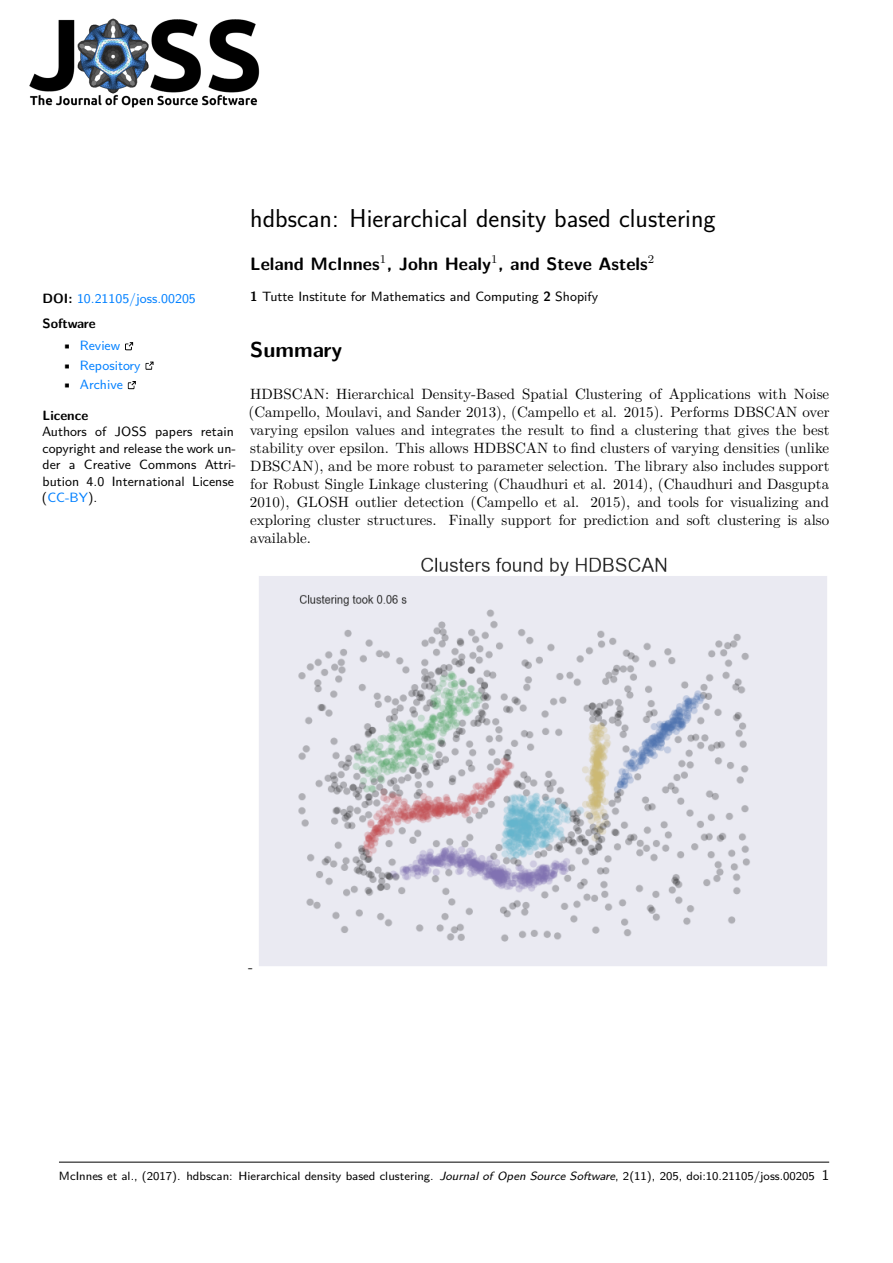 JOSS
The Journal of Open Source Software
hdbscan: Hierarchical density based clustering
Leland McInnes1, John Healy1, and Steve Astels2
1 Tutte Institute for Mathematics and Computing 2 Shopify
DOI: 10.21105/joss.00205
Software
▪ Review
▪ Repository
▪ Archive
Licence
Authors of JOSS papers retain
copyright and release the work un-
der a Creative Commons Attri-
bution 4.0 International License
(CC-BY).
Summary
HDBSCAN: Hierarchical Density-Based Spatial Clustering of Applications with Noise
(Campello, Moulavi, and Sander 2013), (Campello et al. 2015). Performs DBSCAN over
varying epsilon values and integrates the result to find a clustering that gives the best
stability over epsilon. This allows HDBSCAN to find clusters of varying densities (unlike
DBSCAN), and be more robust to parameter selection. The library also includes support
for Robust Single Linkage clustering (Chaudhuri et al. 2014), (Chaudhuri and Dasgupta
2010), GLOSH outlier detection (Campello et al. 2015), and tools for visualizing and
exploring cluster structures. Finally support for prediction and soft clustering is also
available.
Clusters found by HDBSCAN
Clustering took 0.06 s
-
McInnes et al., (2017). hdbscan: Hierarchical density based clustering. Journal of Open Source Software, 2(11), 205, doi:10.21105/joss.00205 1